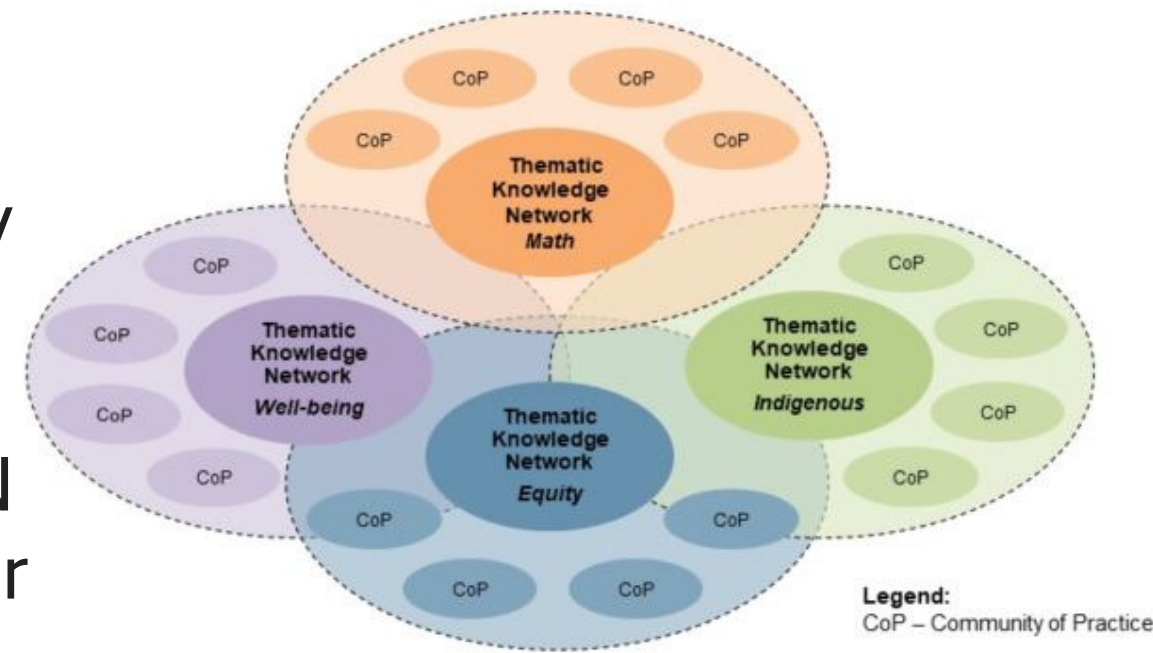 CoP
CoP
CoP
CoP
Thematic
Knowledge
Network
Math
CoP
CoP
CoP
CoP
Thematic
Knowledge
Network
Well-being
Thematic
Knowledge
Network
Indigenous
CoP
CoP
CoP
CoP
Thematic
Knowledge
Network
Equity
CoP
CoP
CoP
CoP
Legend:
CoP – Community of Practice